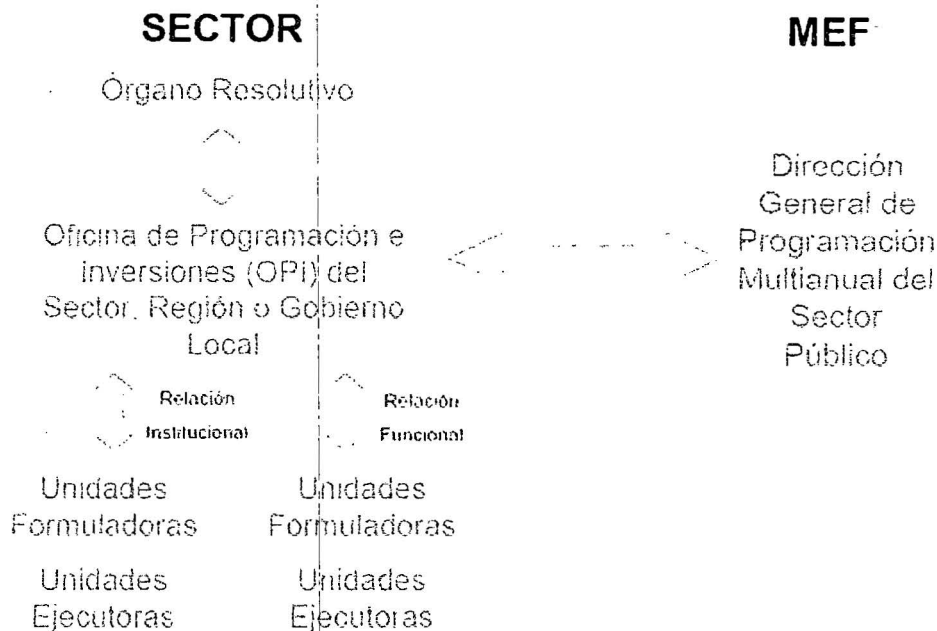 SECTOR
MEF
Órgano Resolutivo
Oficina de Programación e
inversiones (OPI) del
Sector, Región o Gobierno
Local
Dirección
General de
Programación
Multianual del
Sector
Público
Relación
Institucional
Relación
Funcional
Unidades
Formuladoras
Unidades
Formuladoras
Unidades
Ejecutoras
Unidades
Ejecutoras